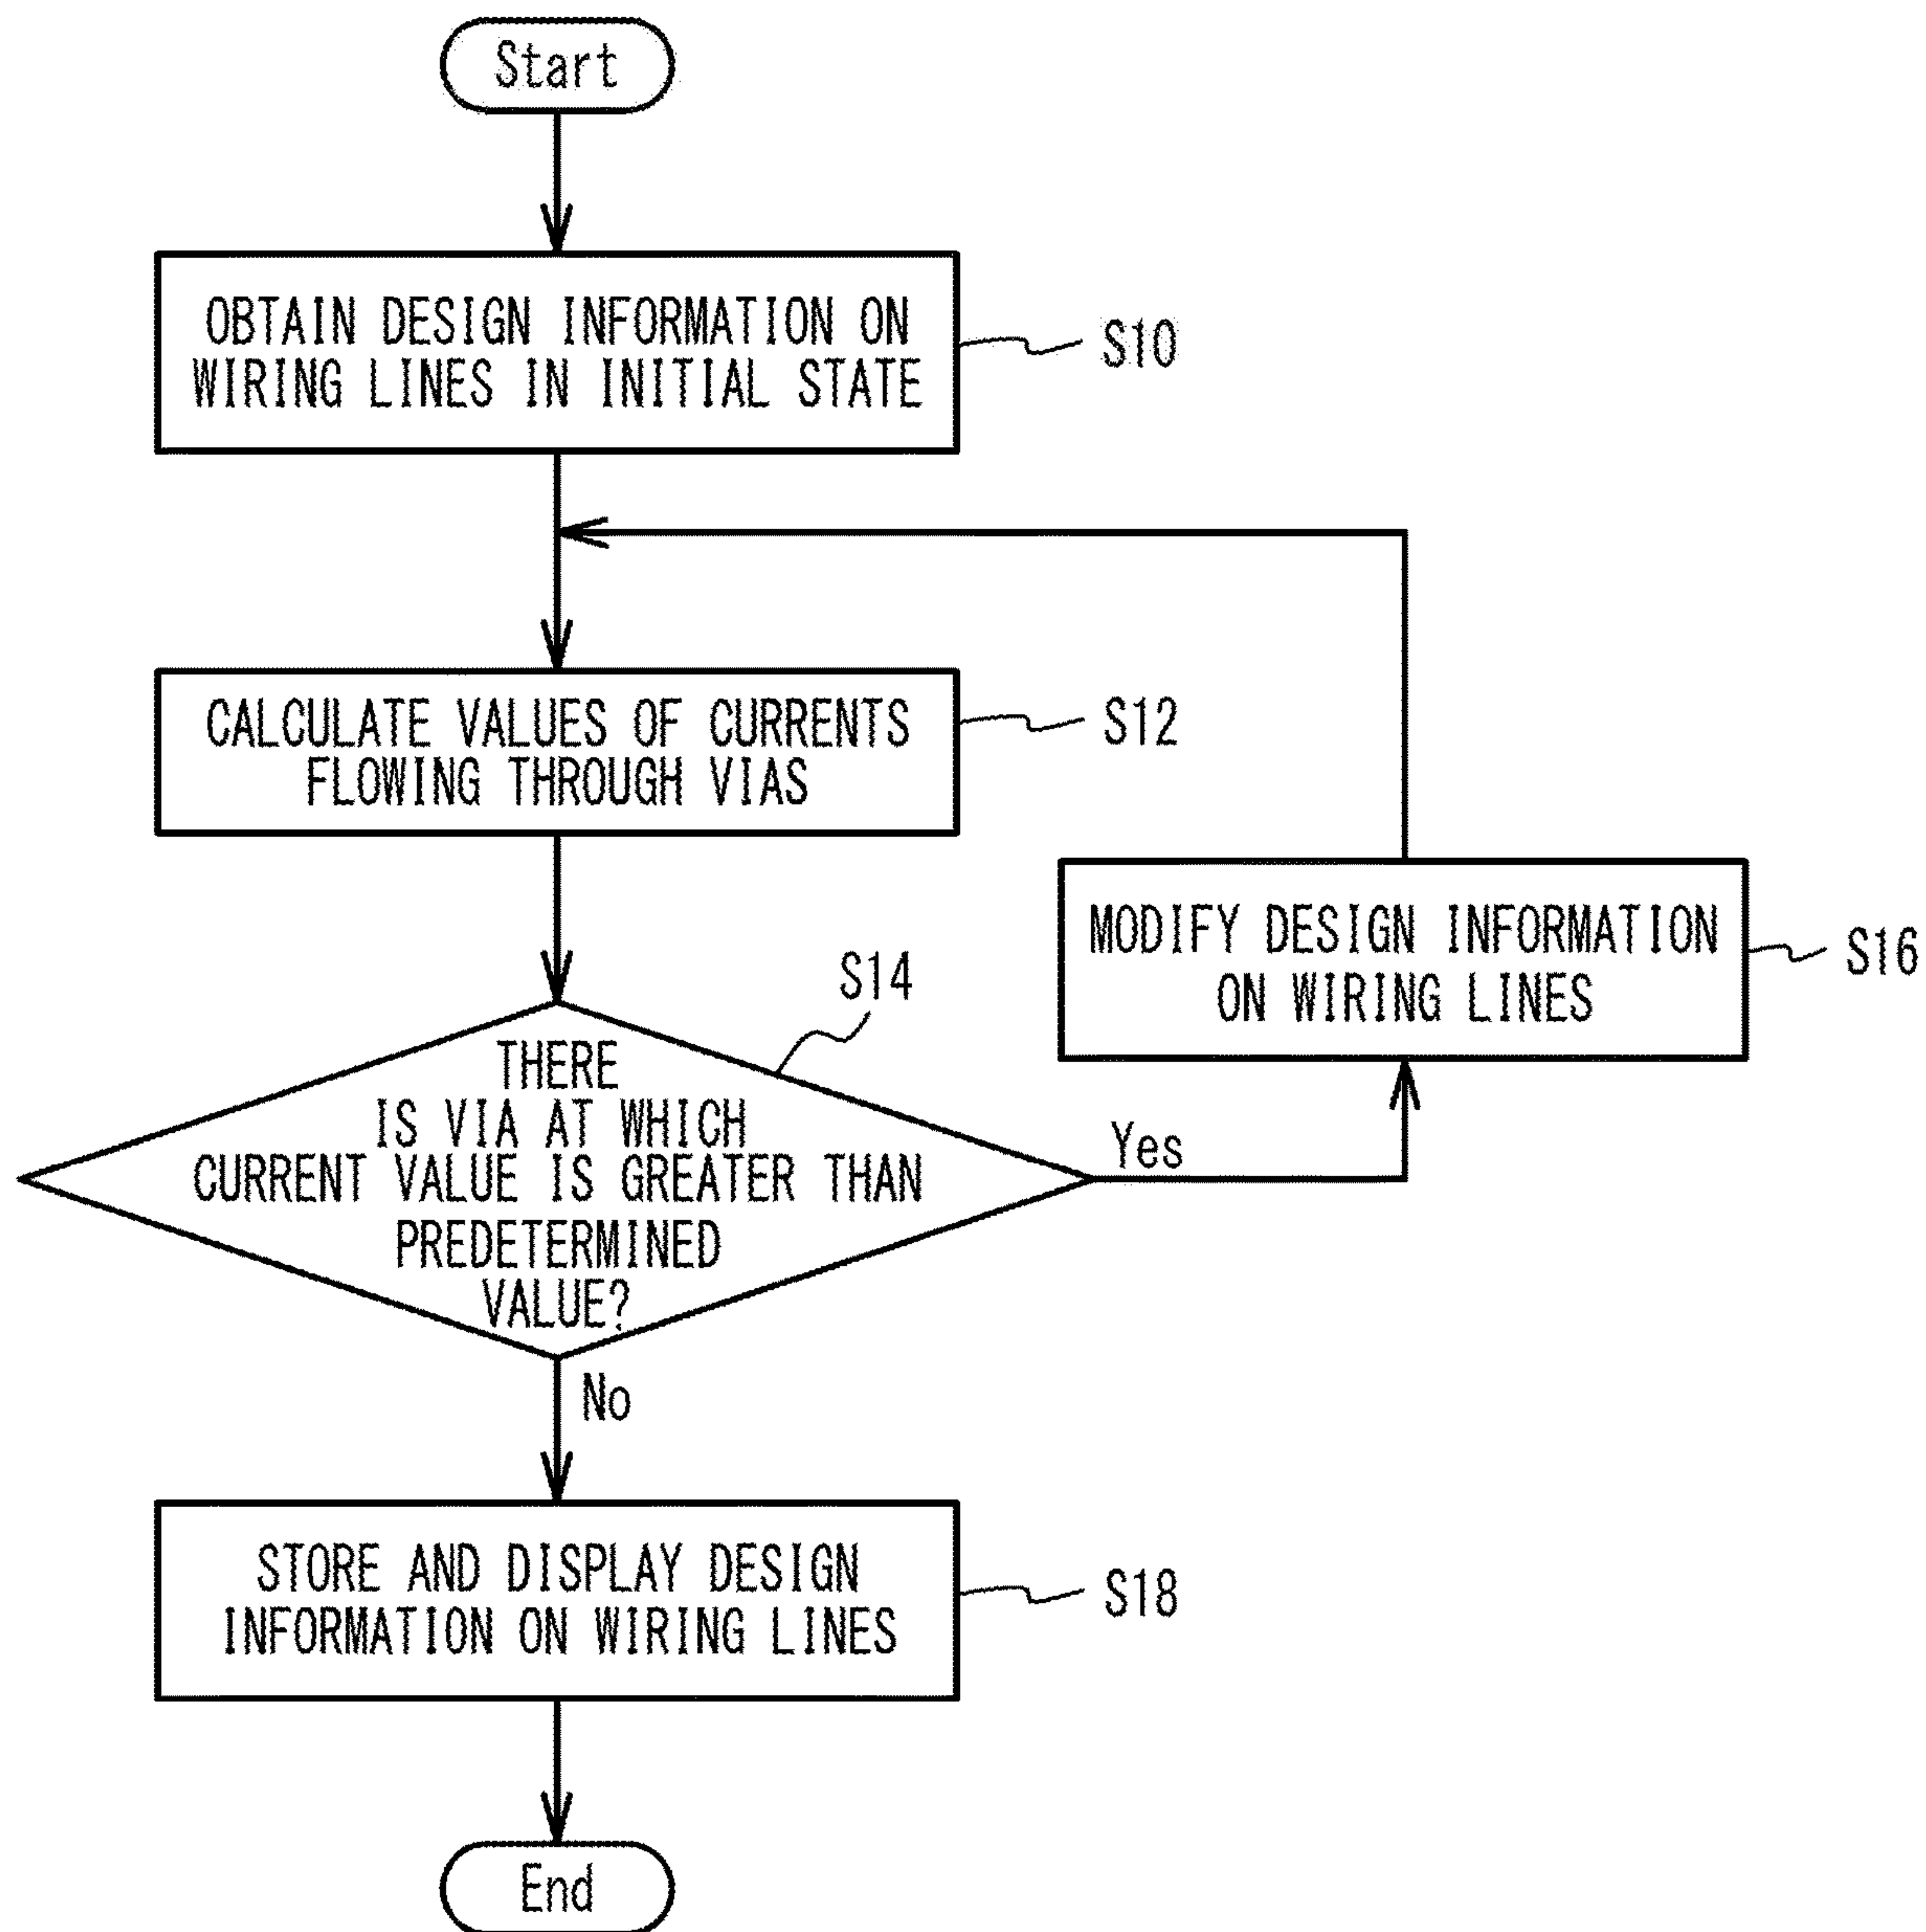 Start
OBTAIN DESIGN INFORMATION ON
WIRING LINES IN INITIAL STATE
S10
CALCULATE VALUES OF CURRENTS
FLOWING THROUGH VIAS
S12
MODIFY DESIGN INFORMATION
ON WIRING LINES
S16
S14
THERE
IS VIA AT WHICH
CURRENT VALUE IS GREATER THAN
PREDETERMINED
VALUE?
Yes
No
STORE AND DISPLAY DESIGN
INFORMATION ON WIRING LINES
S18
End